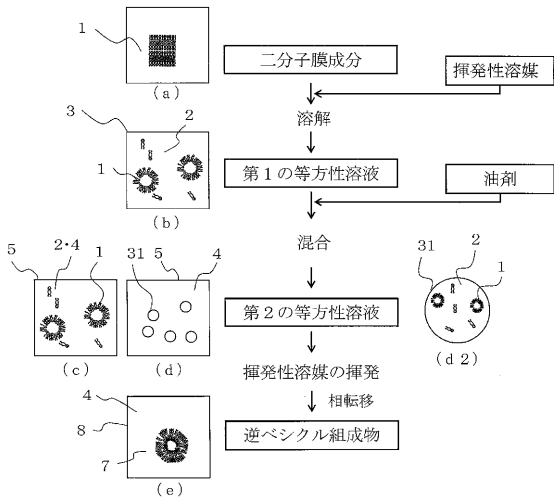 1
二分子膜成分
揮発性溶媒
(a)
溶解
3
2
1
第1の等方性溶液
油剤
(b)
混合
5
2・4
1
31
5
4
第2の等方性溶液
31
2
1
(c)
(d)
(d2)
揮発性溶媒の揮発
4
相転移
8
逆ベシクル組成物
7
(e)